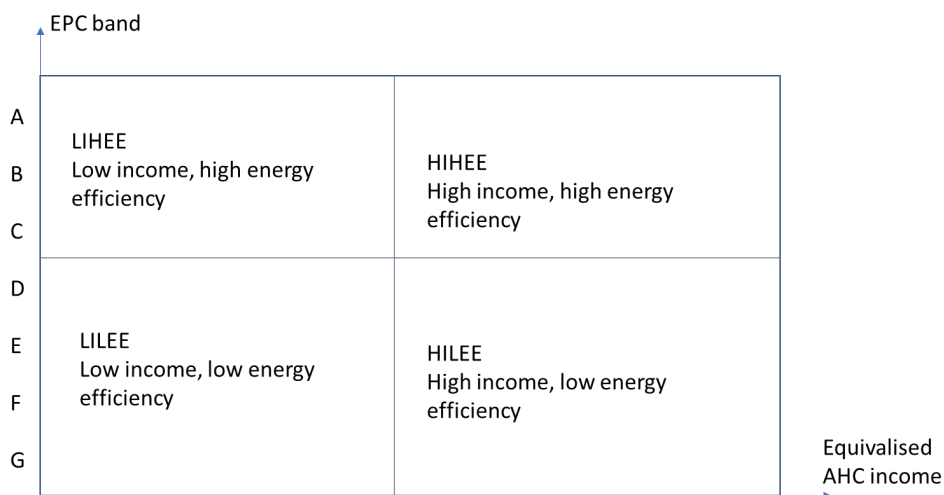 EPC band
A
B
C
D
E
F
G
LIHEE
Low income, high energy
efficiency
HIHEE
High income, high energy
efficiency
LILEE
Low income, low energy
efficiency
HILEE
High income, low energy
efficiency
Equivalised
AHC income